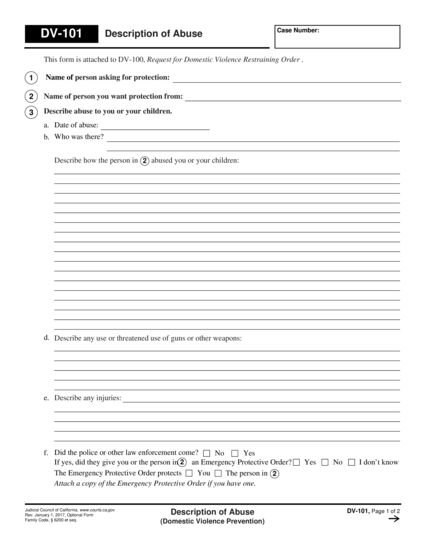 DV-101
Description of Abuse
Case Number:
This form is attached to DV-100, Request for Domestic Violence Restraining Order .
1 Name of person asking for protection:
2 Name of person you want protection from:
3 Describe abuse to you or your children.
a. Date of abuse:
b. Who was there?
Describe how the person in 2 abused you or your children:
d. Describe any use or threatened use of guns or other weapons:
e. Describe any injuries:
f. Did the police or other law enforcement come? No Yes
If yes, did they give you or the person in 2 an Emergency Protective Order? Yes No I don't know
The Emergency Protective Order protects You The person in 2
Attach a copy of the Emergency Protective Order if you have one.
Judicial Council of California, www.courts.ca.gov
Rev. January 1, 2017, Optional Form
Family Code, § 6200 et seq.
Description of Abuse
(Domestic Violence Prevention)
DV-101, Page 1 of 2